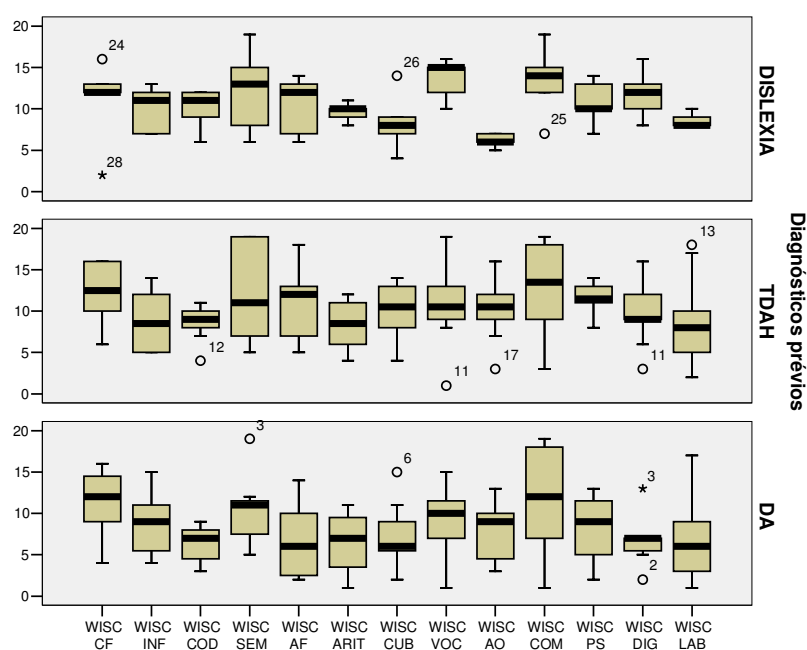 20
15
10
5
0
24
28
26
25
DISLEXIA
20
15
10
5
0
12
11
17
11
13
TDAH
Diagnósticos prévios
20
15
10
5
0
3
6
3
2
DA
WISC CF
WISC INF
WISC COD
WISC SEM
WISC AF
WISC ARIT
WISC CUB
WISC VOC
WISC AO
WISC COM
WISC PS
WISC DIG
WISC LAB